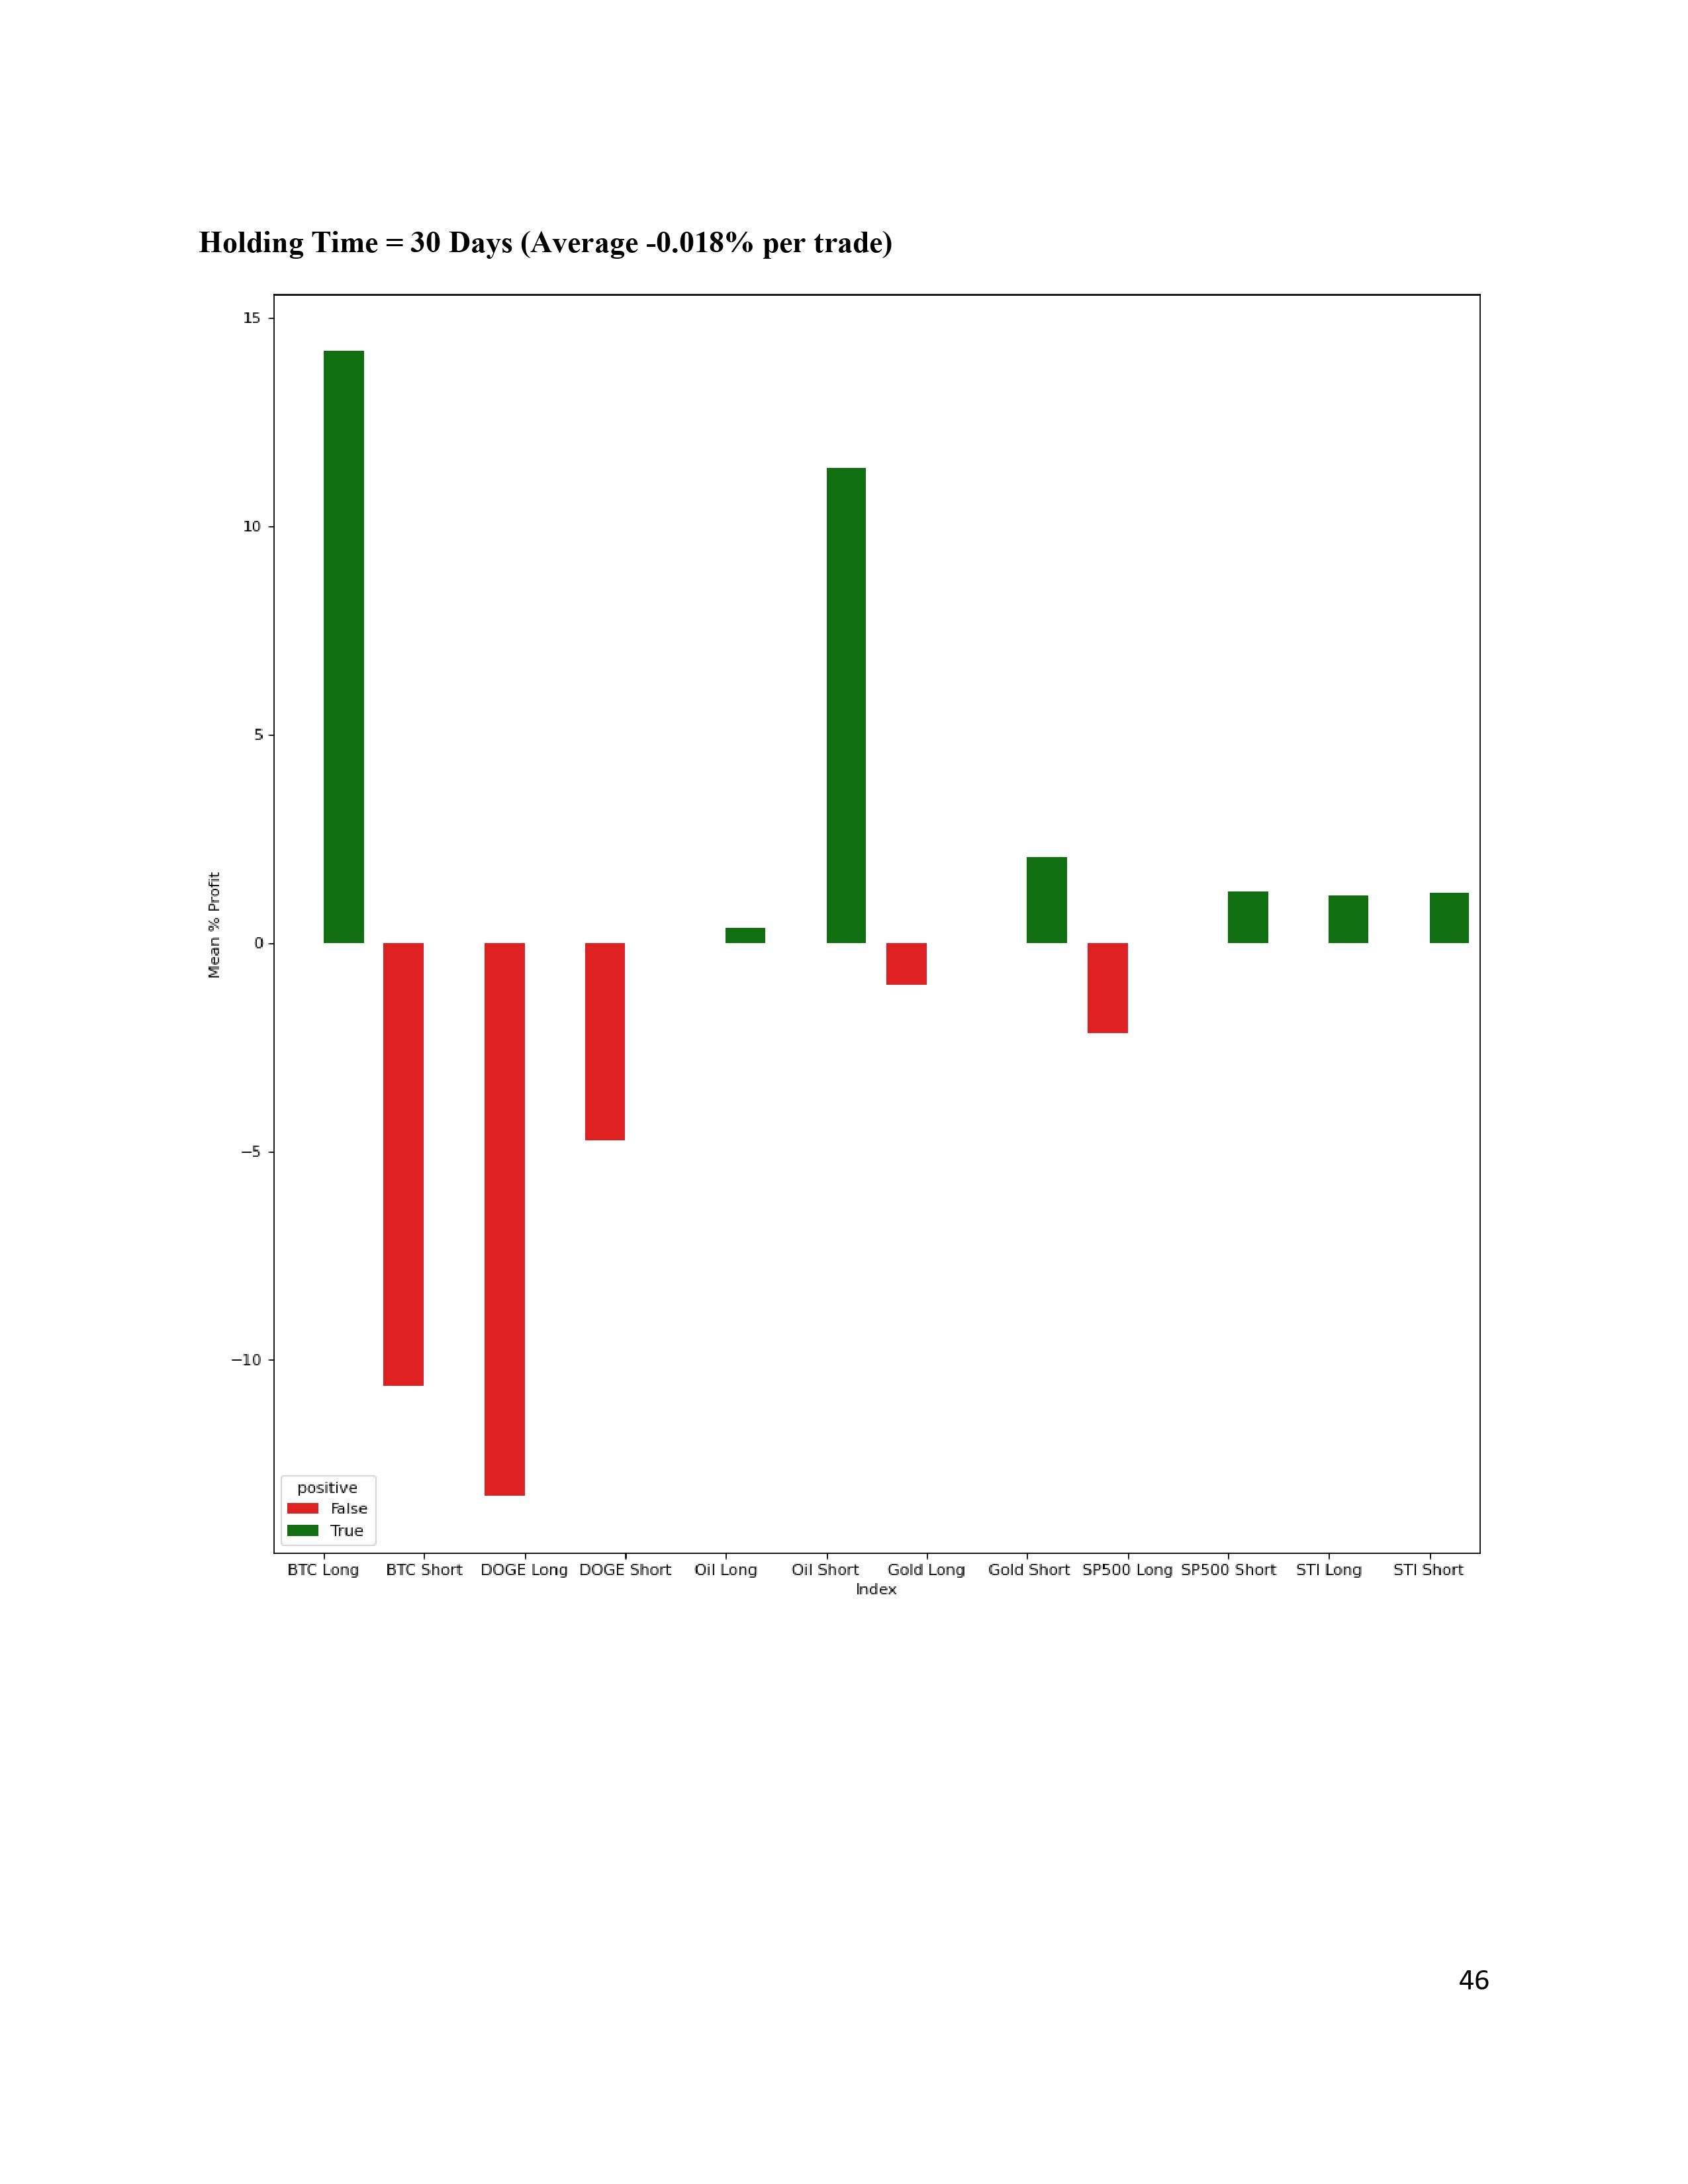 Holding Time = 30 Days (Average -0.018% per trade)
15
10
5
0
−5
−10
Mean % Profit
positive
False
True
BTC Long BTC Short DOGE Long DOGE Short Oil Long Oil Short Gold Long Gold Short SP500 Long SP500 Short STI Long STI Short
Index
46